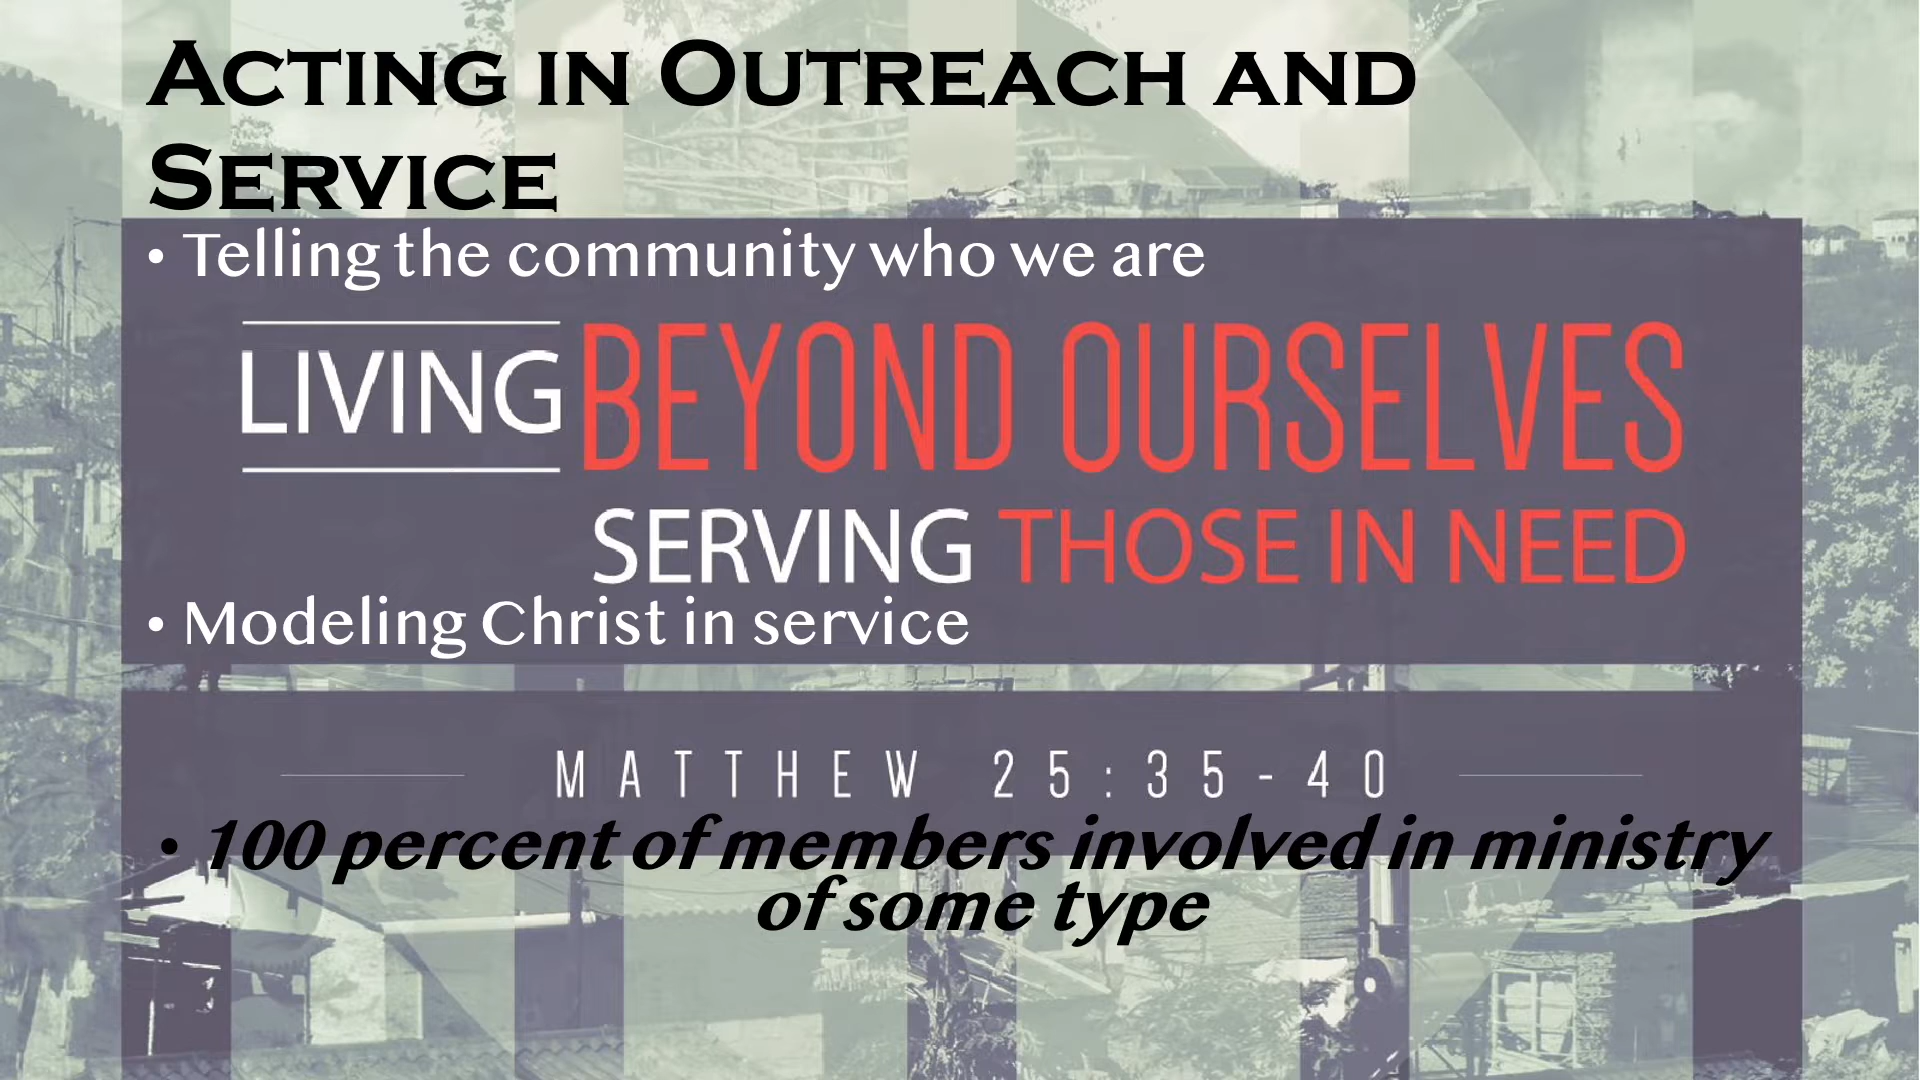 Acting in Outreach and
Service
• Telling the community who we are
LIVING BEYOND OURSELVES
SERVING THOSE IN NEED
• Modeling Christ in service
MATTHEW 25:35-40
• 100 percent of members involved in ministry
of some type